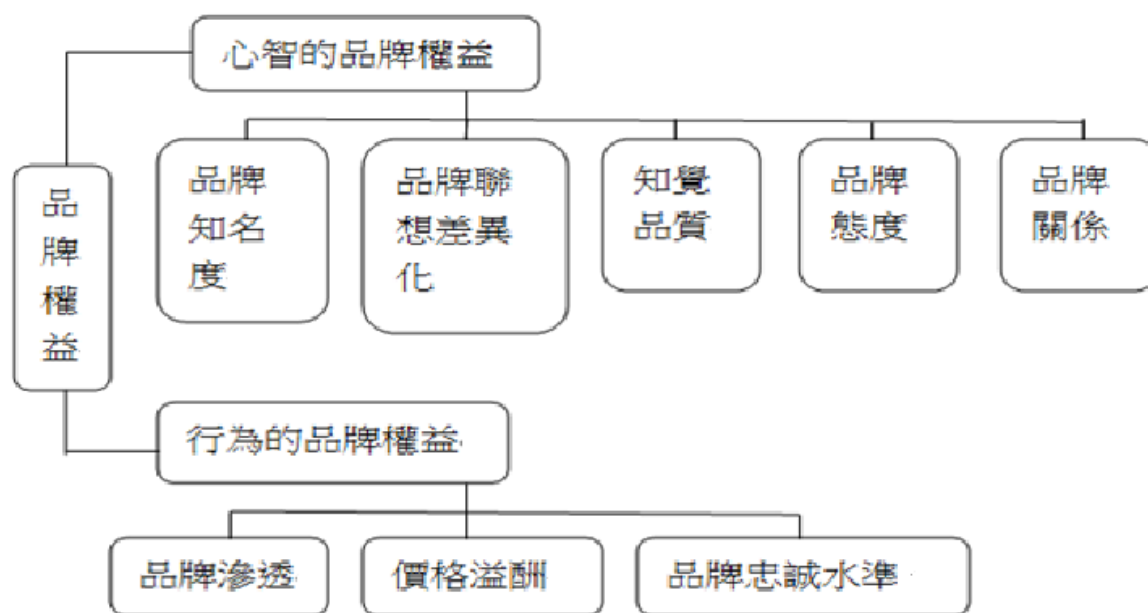 心智的品牌權益
品牌
知名
度
品牌聯
想差異
化
知覺
品質
品牌
態度
品牌
關係
品
牌
權
益
行為的品牌權益
品牌滲透
價格溢酬
品牌忠誠水準